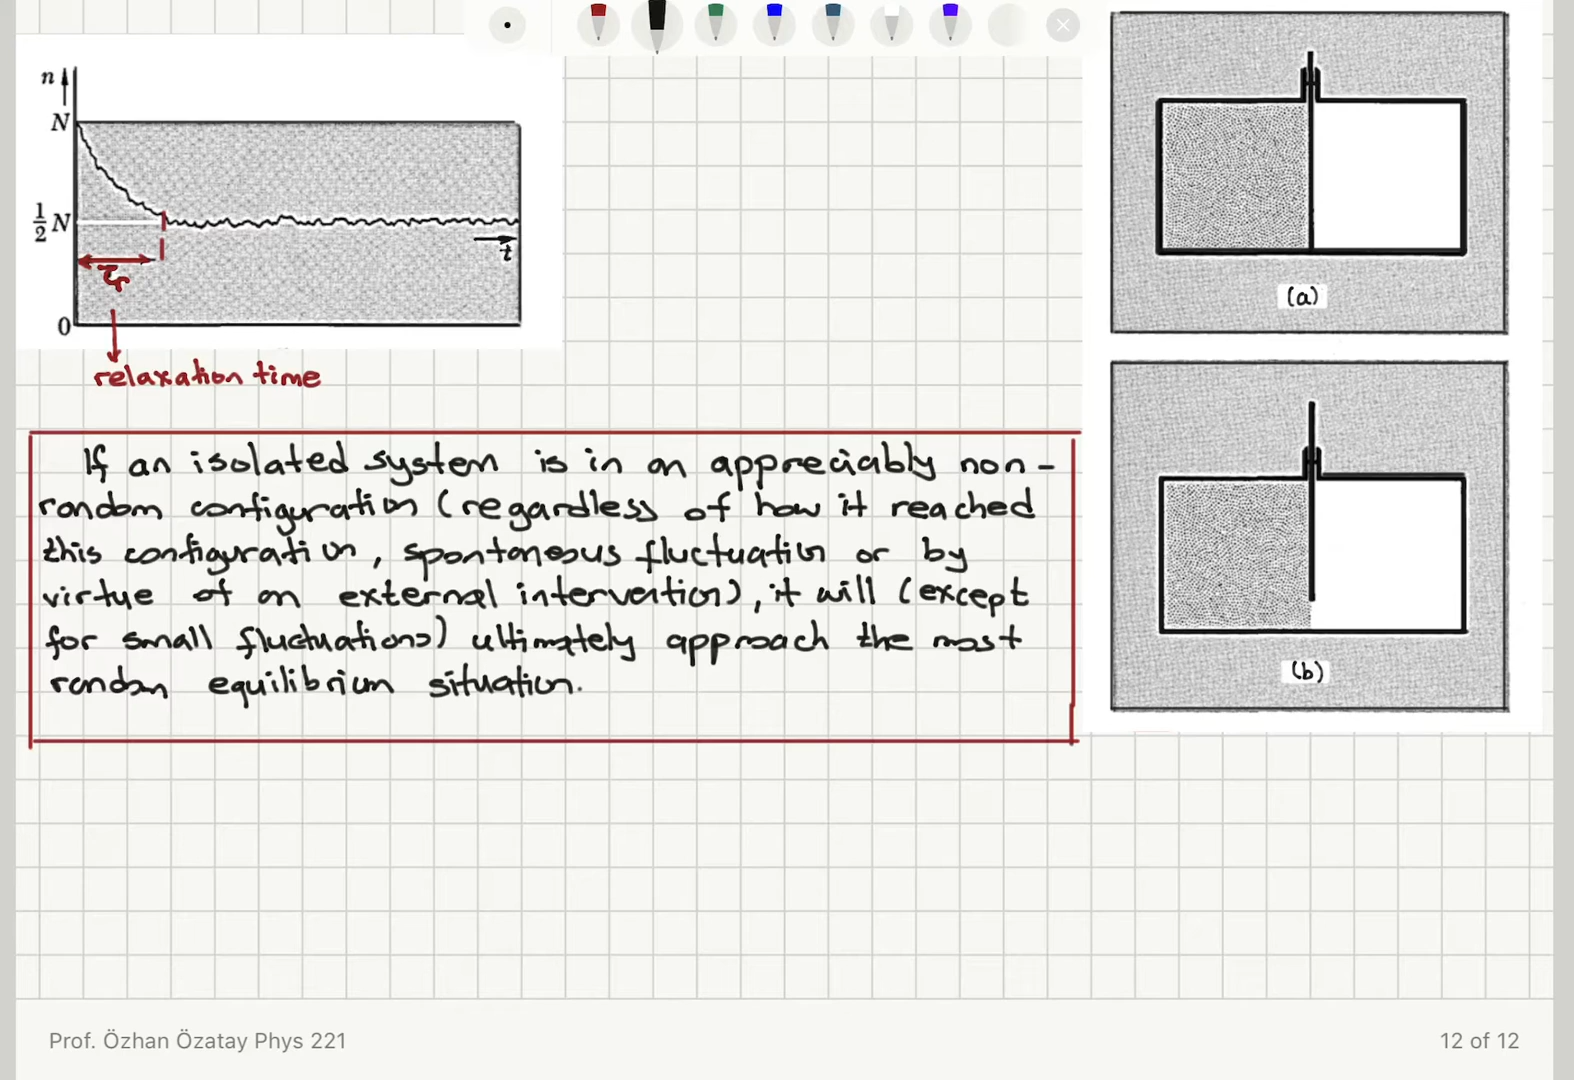 n
N
1/2 N
t
τr
0
relaxation time
(a)
If an isolated system is in an appreciably non-
random configuration (regardless of how it reached
this configuration, spontaneous fluctuation or by
virtue of an external intervention), it will (except
for small fluctuations) ultimately approach the most
random equilibrium situation.
(b)
Prof. Özhan Özatay Phys 221
12 of 12